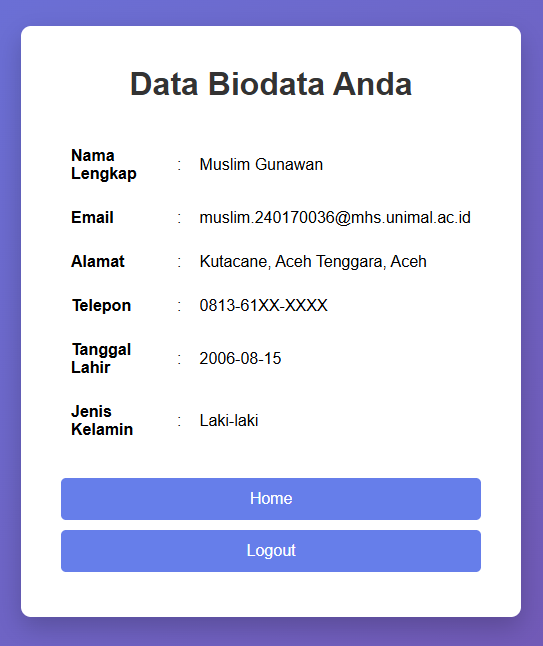 Data Biodata Anda
Nama
Lengkap : Muslim Gunawan
Email : muslim.240170036@mhs.unimal.ac.id
Alamat : Kutacane, Aceh Tenggara, Aceh
Telepon : 0813-61XX-XXXX
Tanggal
Lahir : 2006-08-15
Jenis
Kelamin : Laki-laki
Home
Logout